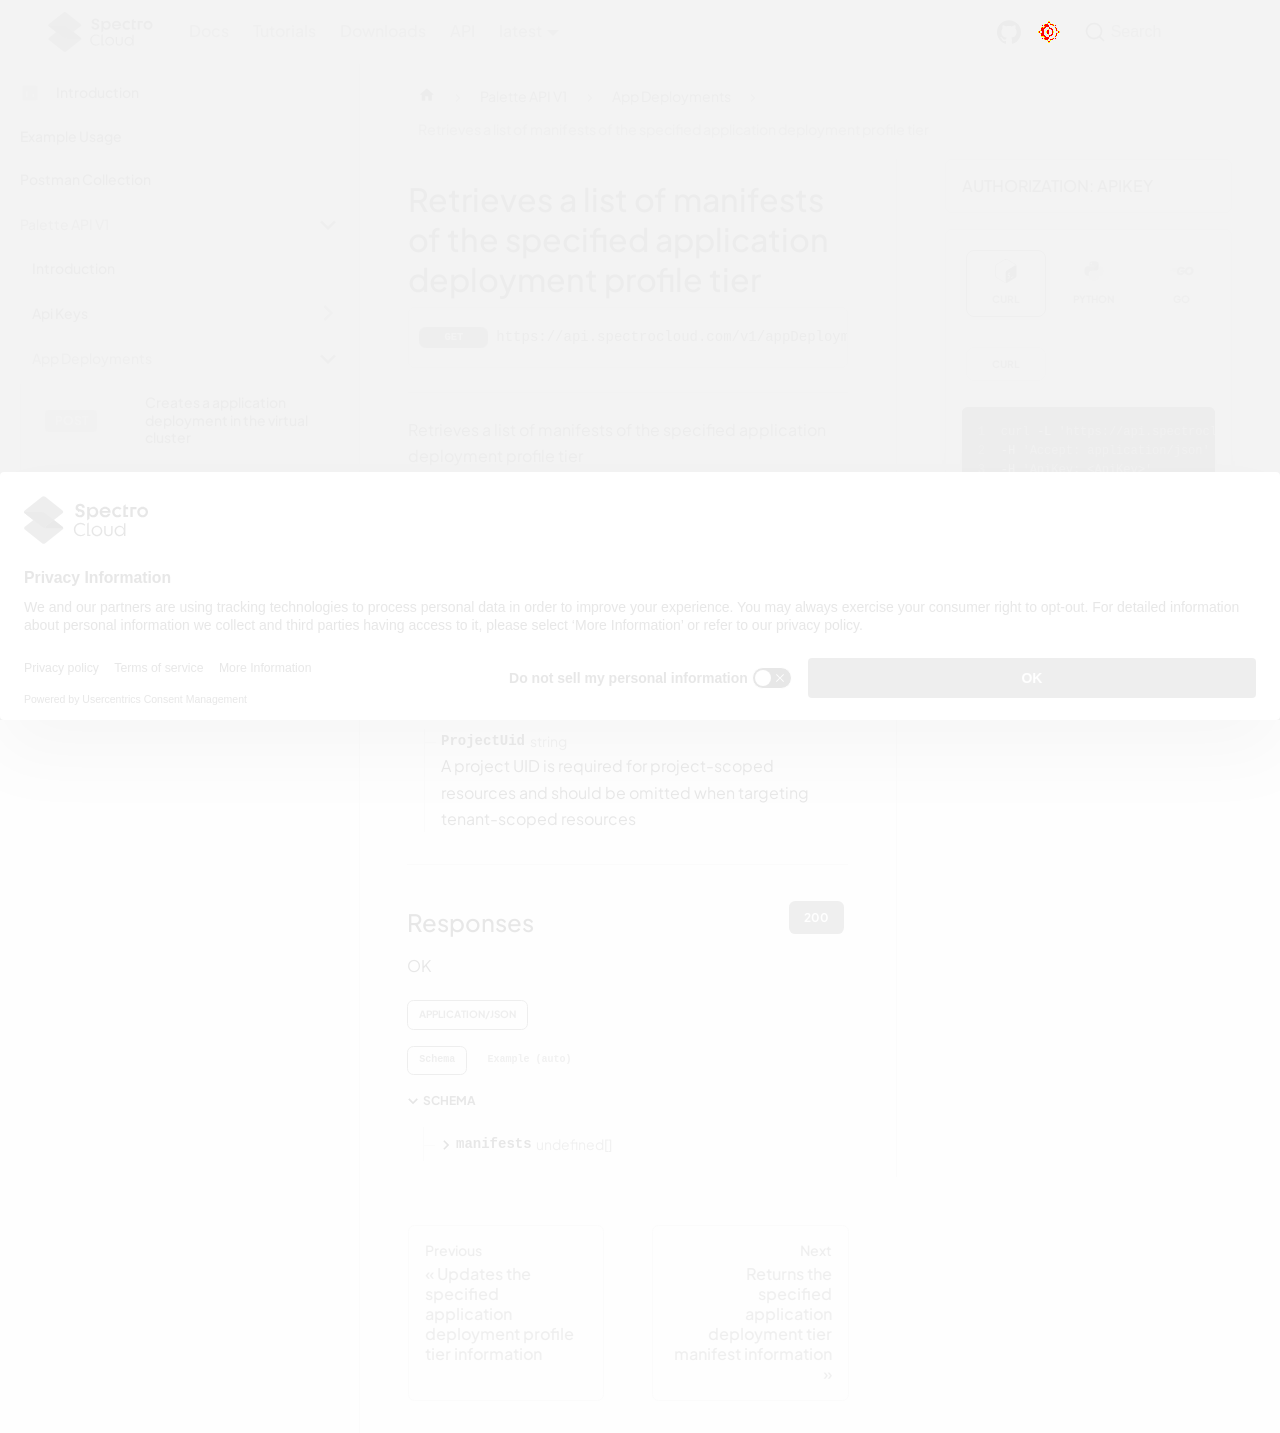 Spectro
Cloud
Docs Tutorials Downloads API latest
Search
Introduction
Palette API V1
App Deployments
Example Usage
Retrieves a list of manifests of the specified application deployment profile tier
Postman Collection
Palette API V1
Introduction
Api Keys
App Deployments
Creates a application
deployment in the virtual
cluster
Retrieves a list of manifests
of the specified application
deployment profile tier
GET https://api.spectrocloud.com/v1/appDeploy
Retrieves a list of manifests of the specified application
deployment profile tier
AUTHORIZATION: APIKEY
CURL PYTHON GO
CURL
Spectro
Cloud
Privacy Information
We and our partners are using tracking technologies to process personal data in order to improve your experience. You may always exercise your consumer right to opt-out. For detailed information
about personal information we collect and third parties having access to it, please select 'More Information' or refer to our privacy policy.
Privacy policy Terms of service More Information
Do not sell my personal information
OK
Powered by Usercentrics Consent Management
ProjectUid string
A project UID is required for project-scoped
resources and should be omitted when targeting
tenant-scoped resources
Responses
200
OK
APPLICATION/JSON
Schema Example (auto)
SCHEMA
manifests undefined[]
Previous
« Updates the
specified
application
deployment profile
tier information
Next
Returns the
specified
application
deployment tier
manifest information
»